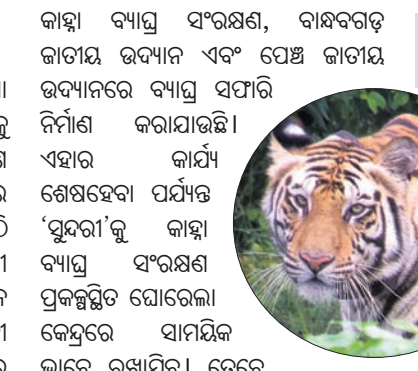 କାହ୍ନା ବ୍ୟାଘ୍ର ସଂରକ୍ଷଣ, ବାନ୍ଧବଗଡ଼
ଜାତୀୟ ଉଦ୍ୟାନ ଏବଂ ପେଞ୍ଚ ଜାତୀୟ
ଉଦ୍ୟାନରେ ବ୍ୟାଘ୍ର ସଫାରି
ନିର୍ମାଣ କରାଯାଉଛି।
ଏହାର କାର୍ଯ୍ୟ
ଶେଷହେବା ପର୍ଯ୍ୟନ୍ତ
‘ସୁନ୍ଦରୀ’କୁ କାହ୍ନା
ବ୍ୟାଘ୍ର ସଂରକ୍ଷଣ
ପ୍ରକଳ୍ପସ୍ଥିତ ଘୋରେଲା
କେନ୍ଦ୍ରରେ ସାମୟିକ
ଭାବେ ରଖାଯିବ। ତେବେ